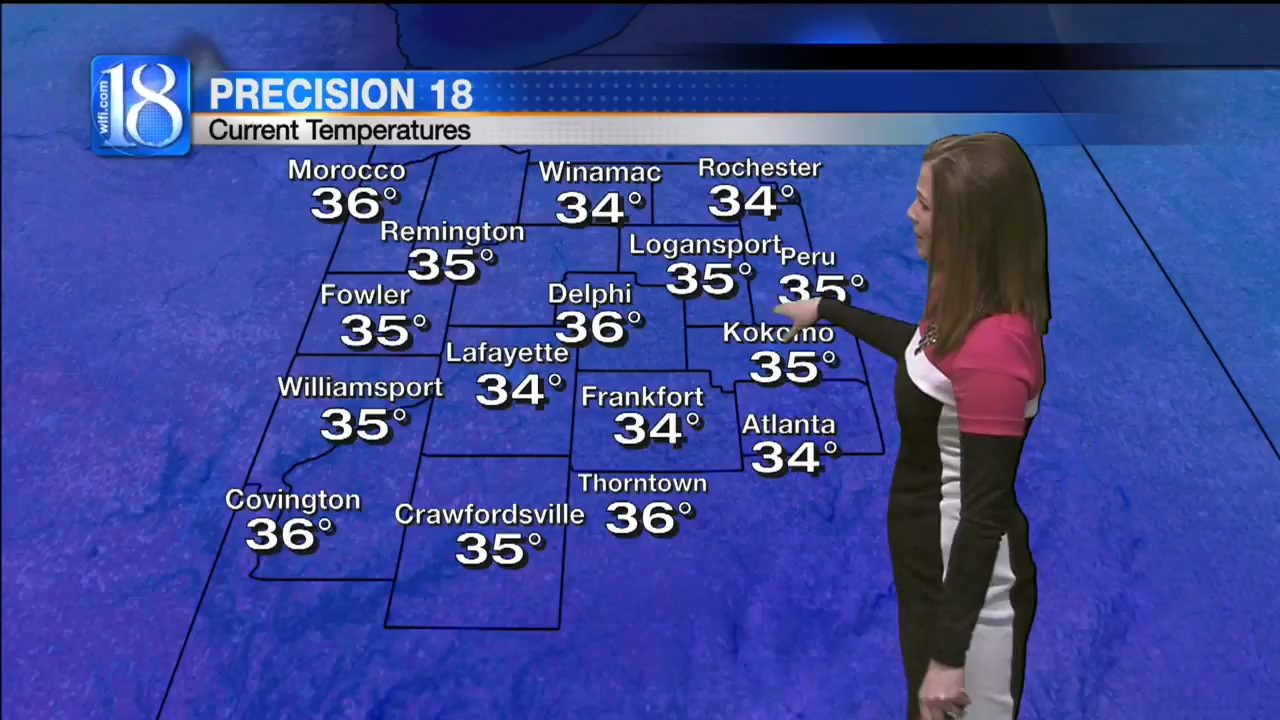 wlfi.com
18
PRECISION 18
Current Temperatures
Morocco
36°
Winamac
34°
Rochester
34°
Remington
35°
Logansport
35°
Peru
35°
Fowler
35°
Delphi
36°
Kokomo
35°
Lafayette
34°
Williamsport
35°
Frankfort
34°
Atlanta
34°
Covington
36°
Crawfordsville
35°
Thorntown
36°